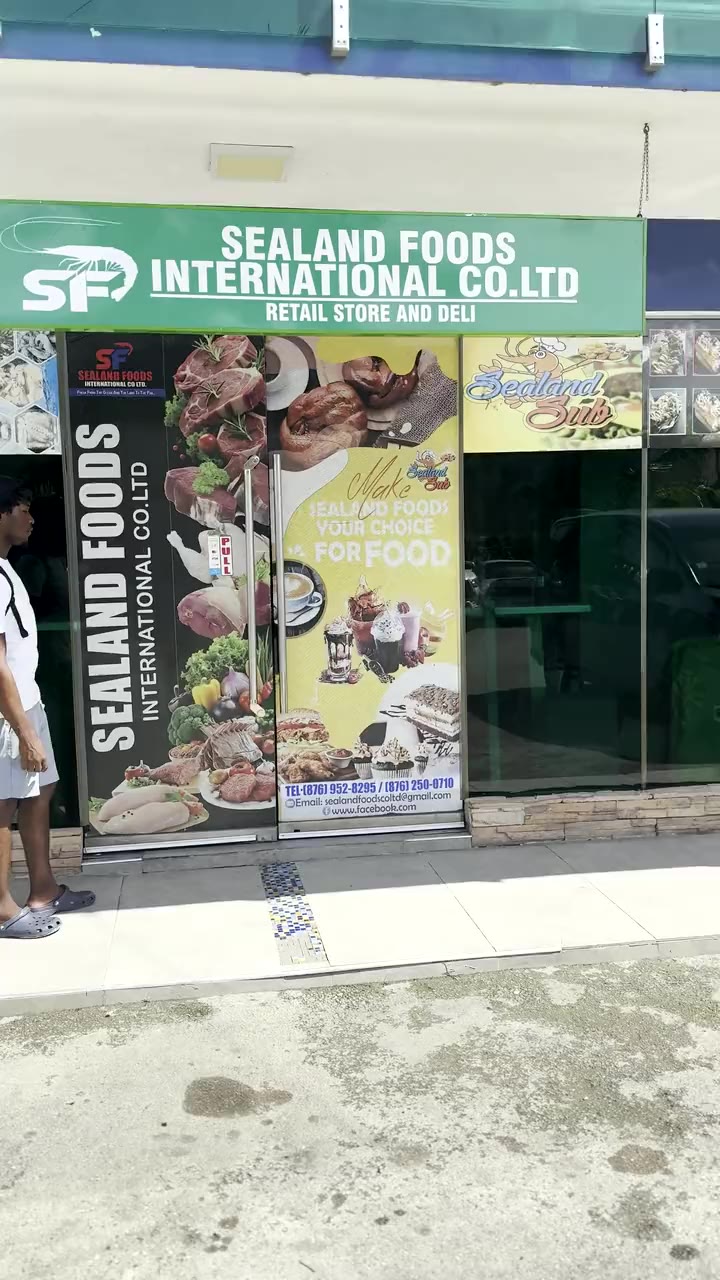 SF
SEALAND FOODS
INTERNATIONAL CO.LTD
RETAIL STORE AND DELI
SF
SEALAND FOODS
INTERNATIONAL CO LTD.
SEALAND FOODS
INTERNATIONAL CO.LTD
PULL
Sealand
Sub
Make
SEALAND FOODS
YOUR CHOICE
FOR FOOD
TEL:(876) 952-8295 / (876) 250-0710
Email: sealandfoodscoltd@gmail.com
www.facebook.com
Sealand
Sub